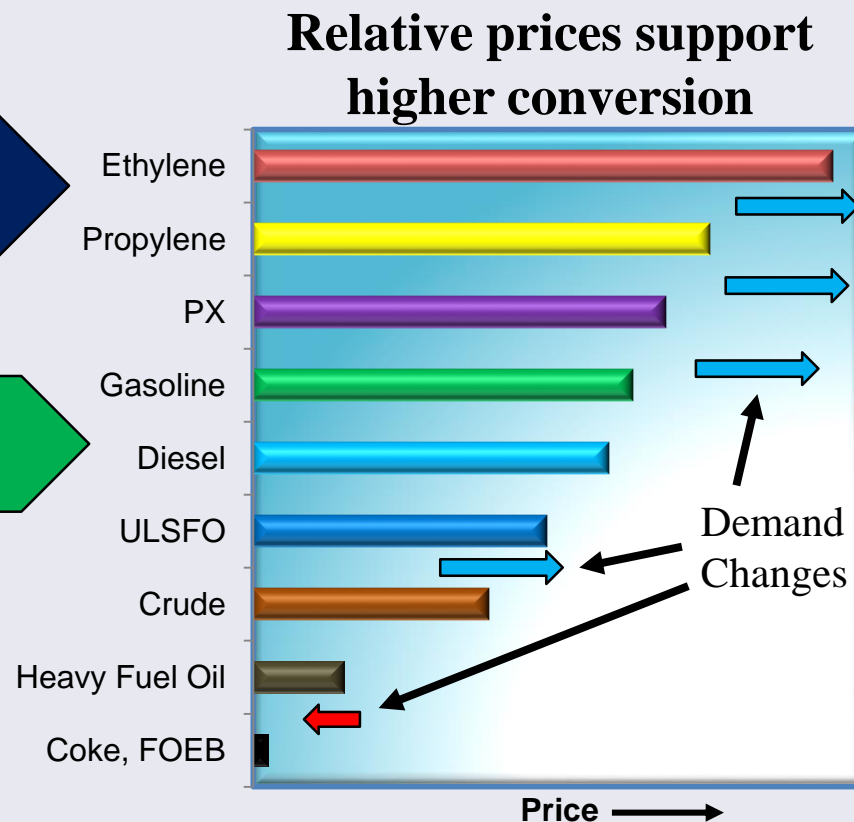 Relative prices support
higher conversion
Ethylene
Propylene
PX
Gasoline
Diesel
ULSFO
Crude
Heavy Fuel Oil
Coke, FOEB
Demand
Changes
Price